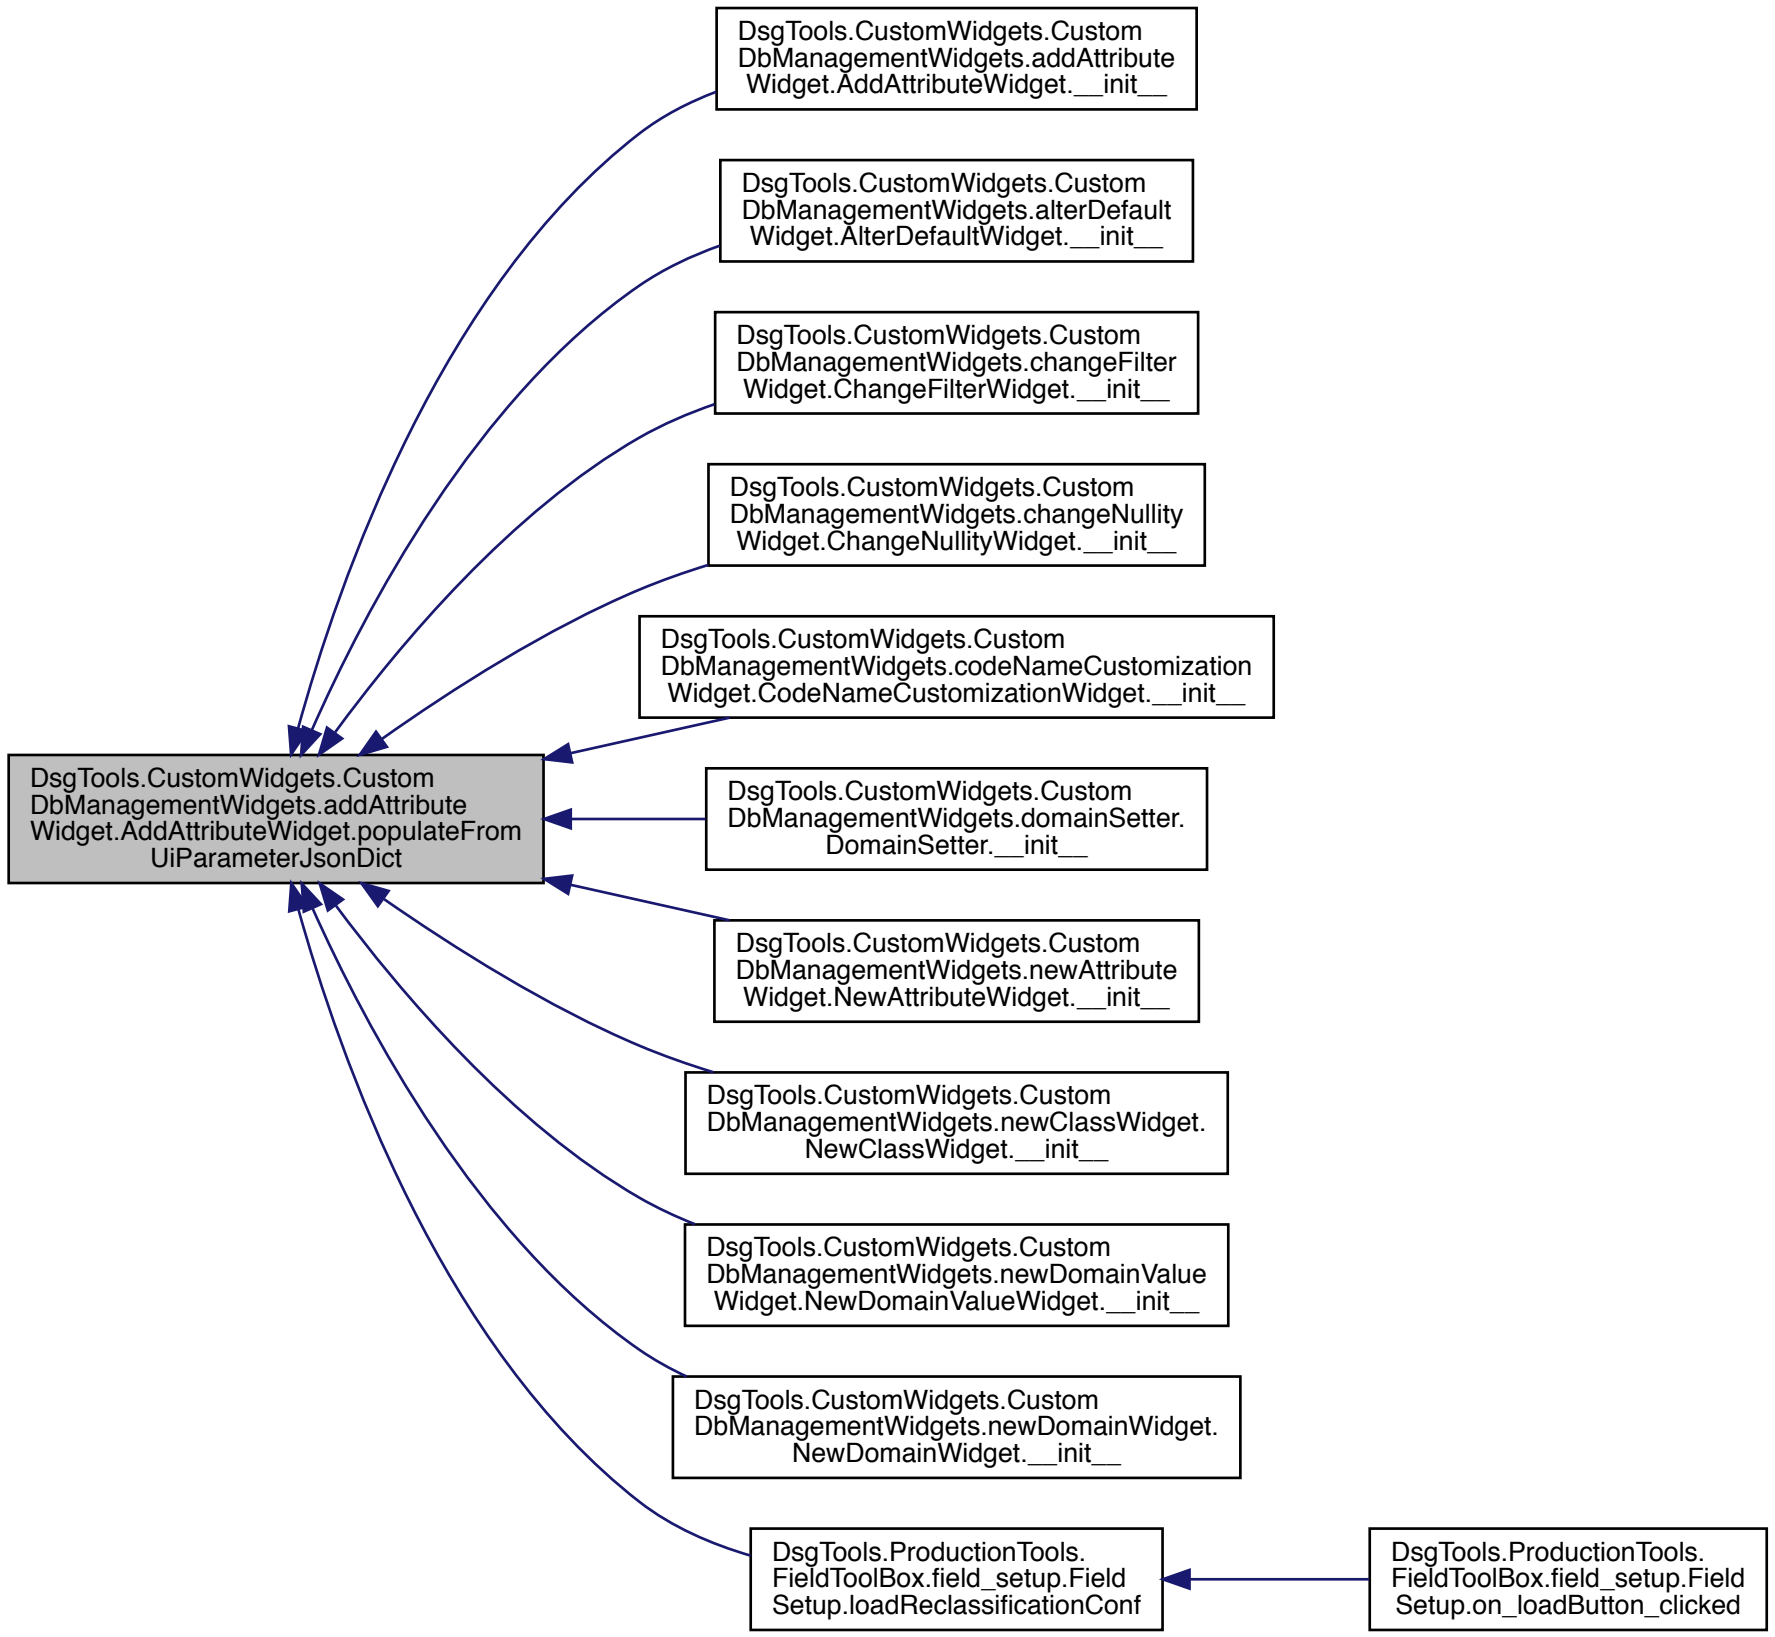 DsgTools.CustomWidgets.Custom
DbManagementWidgets.addAttribute
Widget.AddAttributeWidget.__init__
DsgTools.CustomWidgets.Custom
DbManagementWidgets.alterDefault
Widget.AlterDefaultWidget.__init__
DsgTools.CustomWidgets.Custom
DbManagementWidgets.changeFilter
Widget.ChangeFilterWidget.__init__
DsgTools.CustomWidgets.Custom
DbManagementWidgets.changeNullity
Widget.ChangeNullityWidget.__init__
DsgTools.CustomWidgets.Custom
DbManagementWidgets.codeNameCustomization
Widget.CodeNameCustomizationWidget.__init__
DsgTools.CustomWidgets.Custom
DbManagementWidgets.addAttribute
Widget.AddAttributeWidget.populateFrom
UiParameterJsonDict
DsgTools.CustomWidgets.Custom
DbManagementWidgets.domainSetter.
DomainSetter.__init__
DsgTools.CustomWidgets.Custom
DbManagementWidgets.newAttribute
Widget.NewAttributeWidget.__init__
DsgTools.CustomWidgets.Custom
DbManagementWidgets.newClassWidget.
NewClassWidget.__init__
DsgTools.CustomWidgets.Custom
DbManagementWidgets.newDomainValue
Widget.NewDomainValueWidget.__init__
DsgTools.CustomWidgets.Custom
DbManagementWidgets.newDomainWidget.
NewDomainWidget.__init__
DsgTools.ProductionTools.
FieldToolBox.field_setup.Field
Setup.loadReclassificationConf
DsgTools.ProductionTools.
FieldToolBox.field_setup.Field
Setup.on_loadButton_clicked